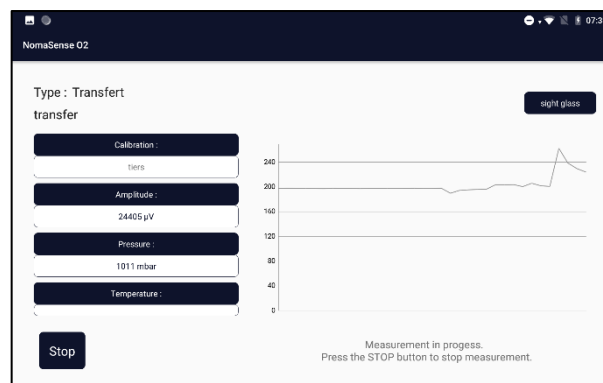 07:3
NomaSense O2
Type : Transfert
transfer
sight glass
Calibration :
tiers
Amplitude :
24405 µV
Pressure :
1011 mbar
Temperature :
240
200
160
120
80
40
0
Stop
Measurement in progess.
Press the STOP button to stop measurement.